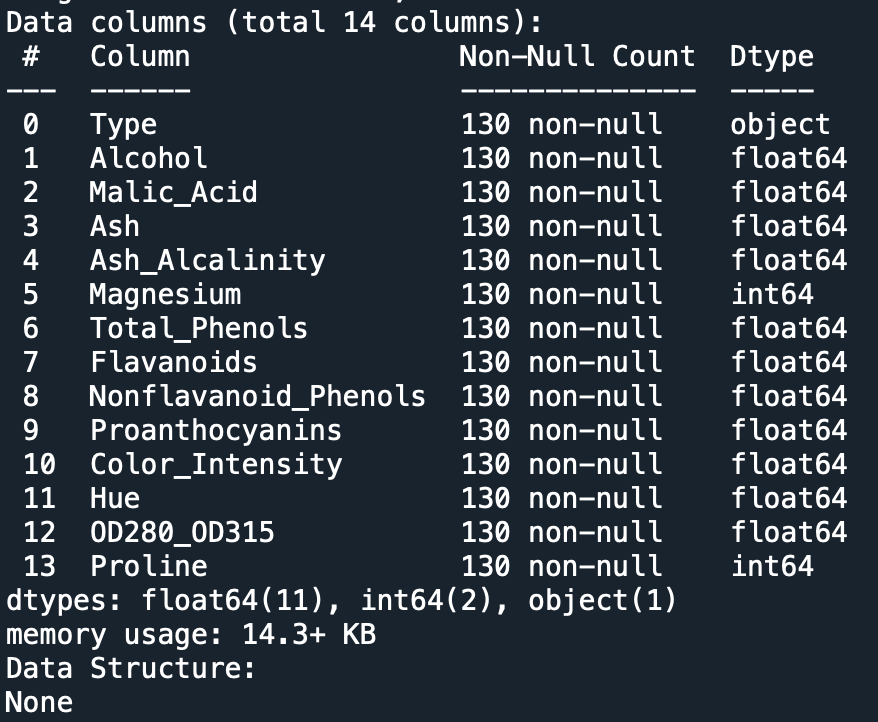 Data columns (total 14 columns):
 #   Column                Non-Null Count  Dtype
---  ------                --------------  -----
 0   Type                  130 non-null    object
 1   Alcohol               130 non-null    float64
 2   Malic_Acid            130 non-null    float64
 3   Ash                   130 non-null    float64
 4   Ash_Alcalinity        130 non-null    float64
 5   Magnesium             130 non-null    int64
 6   Total_Phenols         130 non-null    float64
 7   Flavanoids            130 non-null    float64
 8   Nonflavanoid_Phenols  130 non-null    float64
 9   Proanthocyanins       130 non-null    float64
 10  Color_Intensity       130 non-null    float64
 11  Hue                   130 non-null    float64
 12  OD280_OD315           130 non-null    float64
 13  Proline               130 non-null    int64
dtypes: float64(11), int64(2), object(1)
memory usage: 14.3+ KB
Data Structure:
None